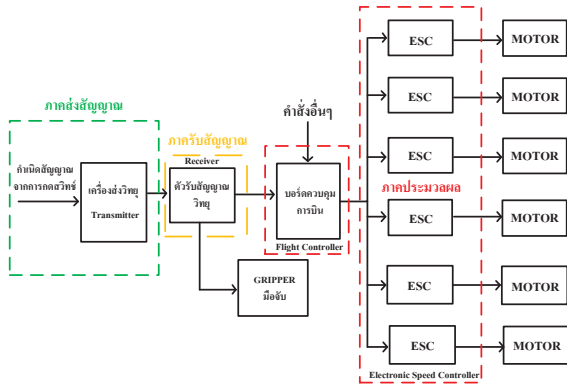 ภาคส่งสัญญาณ
กำเนิดสัญญาณ
จากการกดสวิทช์
เครื่องส่งวิทยุ
Transmitter
ภาครับสัญญาณ
Receiver
ตัวรับสัญญาณ
วิทยุ
GRIPPER
มือจับ
คำสั่งอื่นๆ
บอร์ดควบคุม
การบิน
Flight Controller
ภาคประมวลผล
ESC
MOTOR
ESC
MOTOR
ESC
MOTOR
ESC
MOTOR
ESC
MOTOR
ESC
MOTOR
Electronic Speed Controller